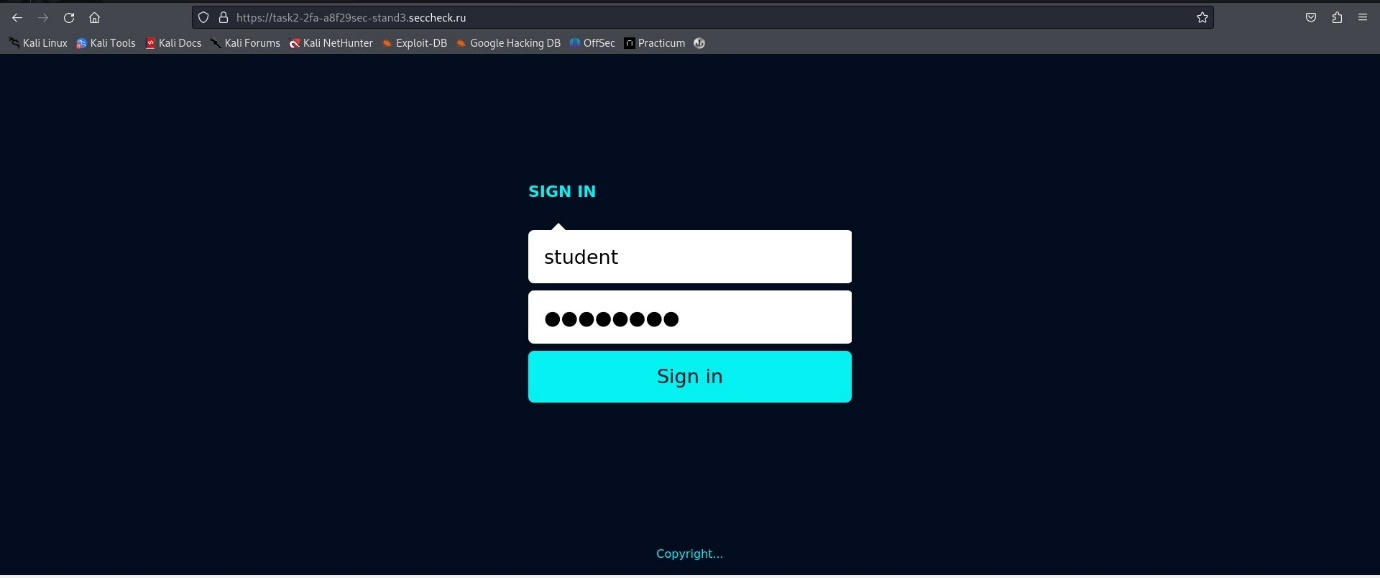 https://task2-2fa-a8f29sec-stand3.seccheck.ru
Kali Linux Kali Tools Kali Docs Kali Forums Kali NetHunter Exploit-DB Google Hacking DB OffSec Practicum
SIGN IN
student
●●●●●●●●
Sign in
Copyright...